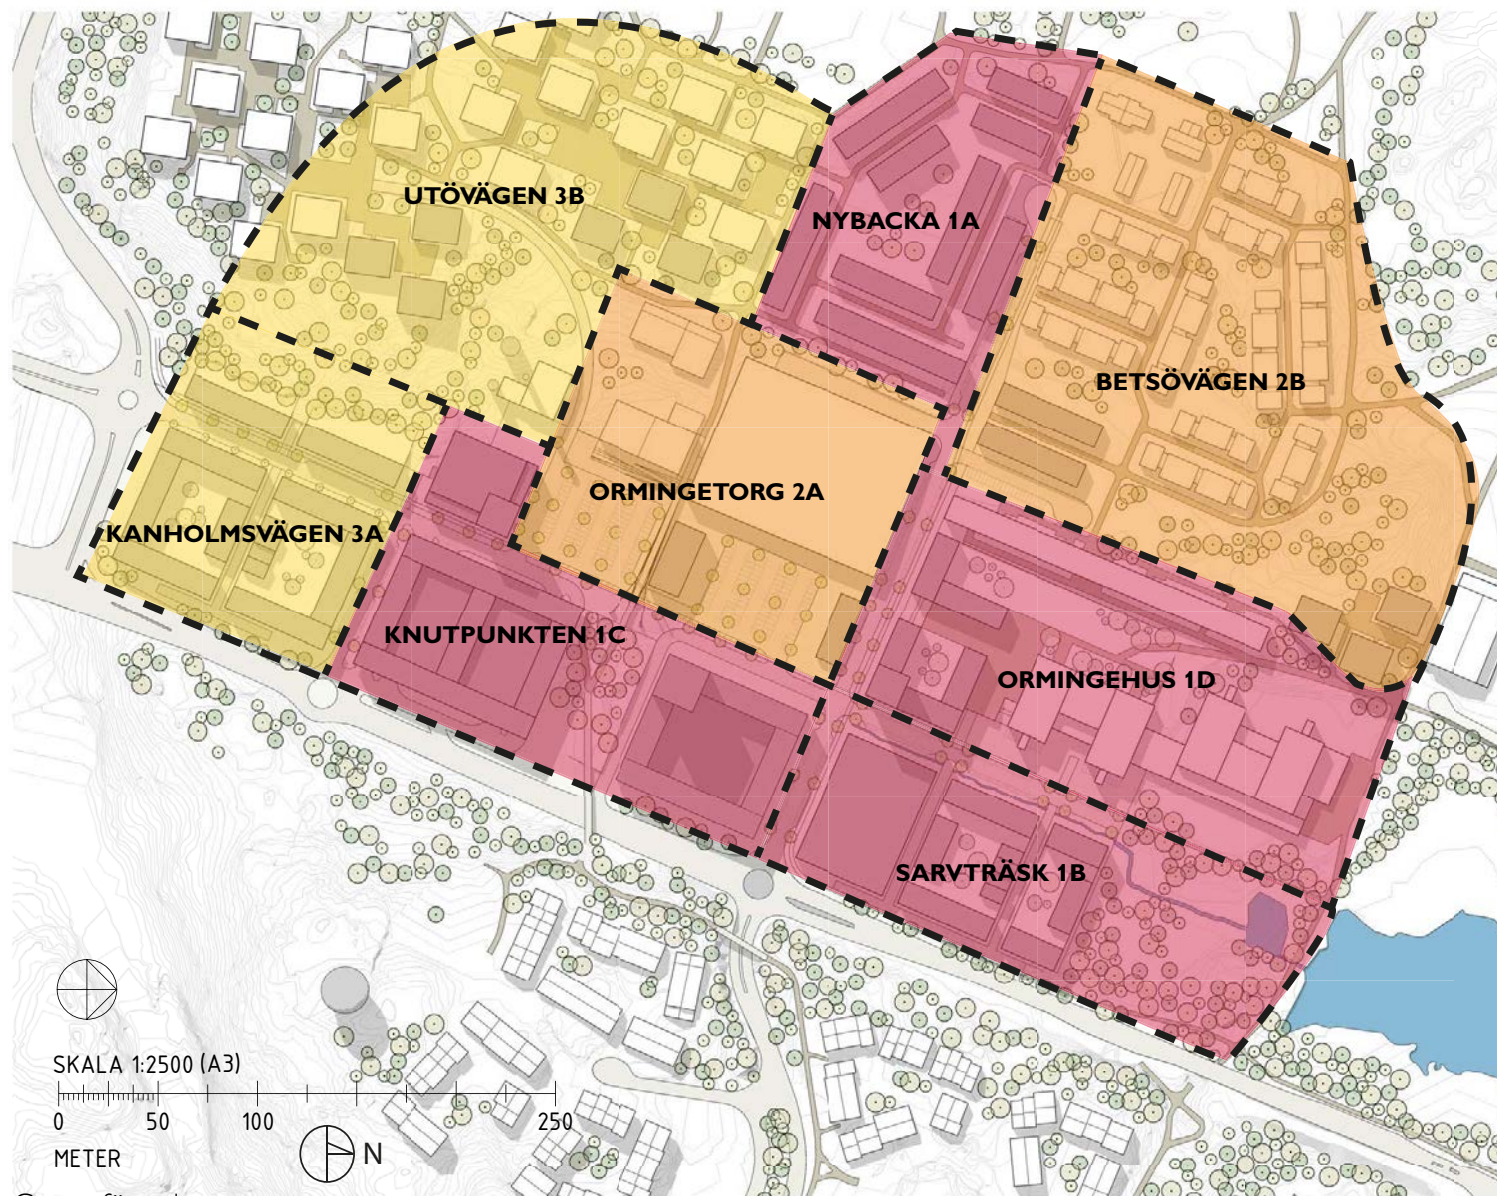 UTÖVÄGEN 3B
NYBACKA 1A
BETSÖVÄGEN 2B
ORMINGETORG 2A
KANHOLMSVÄGEN 3A
KNUTPUNKTEN 1C
ORMINGEHUS 1D
SARVTRÄSK 1B
SKALA 1:2500 (A3)
0 50 100 250
METER
N